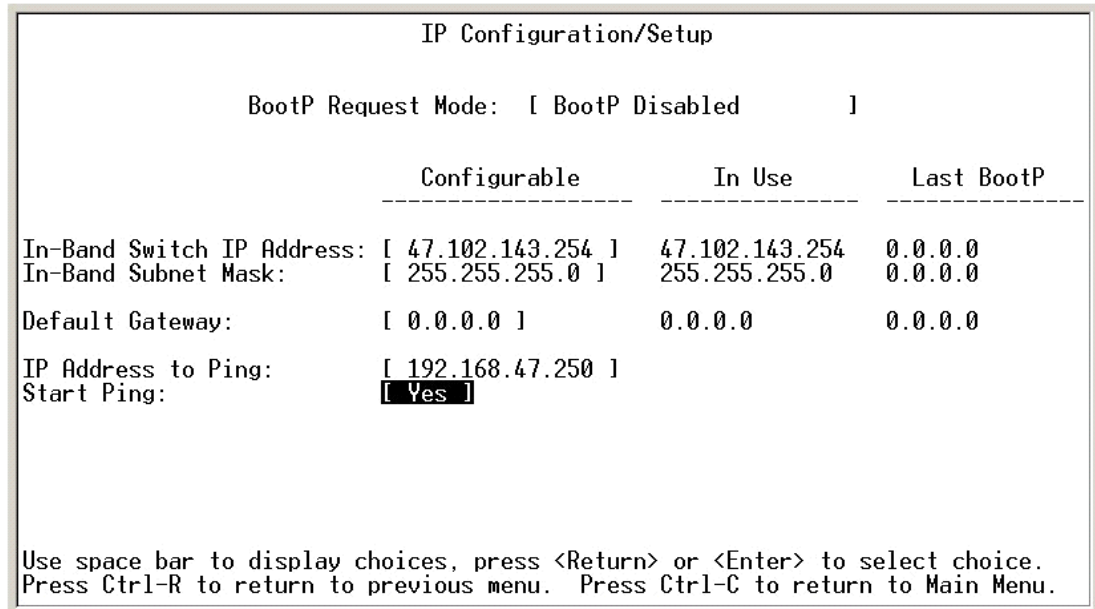 IP Configuration/Setup
BootP Request Mode: [ BootP Disabled ]
Configurable In Use Last BootP
------------------- --------------- ---------------
In-Band Switch IP Address: [ 47.102.143.254 ] 47.102.143.254 0.0.0.0
In-Band Subnet Mask: [ 255.255.255.0 ] 255.255.255.0 0.0.0.0
Default Gateway: [ 0.0.0.0 ] 0.0.0.0 0.0.0.0
IP Address to Ping: [ 192.168.47.250 ]
Start Ping: [ Yes ]
Use space bar to display choices, press <Return> or <Enter> to select choice.
Press Ctrl-R to return to previous menu. Press Ctrl-C to return to Main Menu.